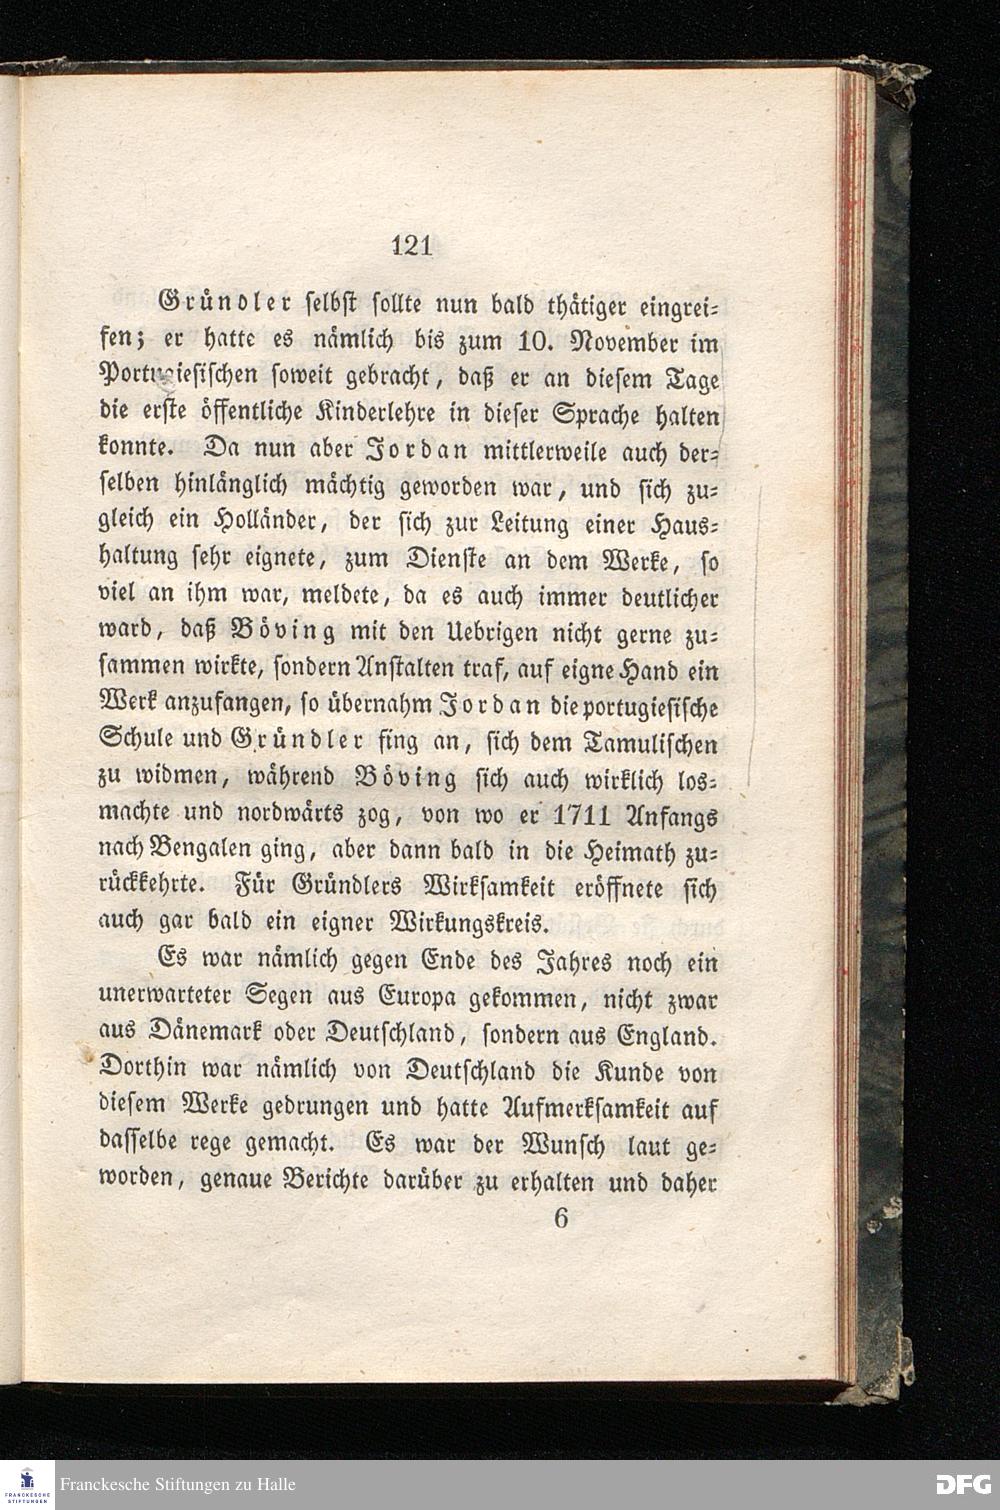 121
Gründler selbst sollte nun bald thätiger eingrei-
fen; er hatte es nämlich bis zum 10. November im
Portugiesischen soweit gebracht, daß er an diesem Tage
die erste öffentliche Kinderlehre in dieser Sprache halten
konnte. Da nun aber Jordan mittlerweile auch der-
selben hinlänglich mächtig geworden war, und sich zu-
gleich ein Holländer, der sich zur Leitung einer Haus-
haltung sehr eignete, zum Dienste an dem Werke, so
viel an ihm war, meldete, da es auch immer deutlicher
ward, daß Böving mit den Uebrigen nicht gerne zu-
sammen wirkte, sondern Anstalten traf, auf eigne Hand ein
Werk anzufangen, so übernahm Jordan die portugiesische
Schule und Gründler fing an, sich dem Tamulischen
zu widmen, während Böving sich auch wirklich los-
machte und nordwärts zog, von wo er 1711 Anfangs
nach Bengalen ging, aber dann bald in die Heimath zu-
rückkehrte. Für Gründlers Wirksamkeit eröffnete sich
auch gar bald ein eigner Wirkungskreis.
Es war nämlich gegen Ende des Jahres noch ein
unerwarteter Segen aus Europa gekommen, nicht zwar
aus Dänemark oder Deutschland, sondern aus England.
Dorthin war nämlich von Deutschland die Kunde von
diesem Werke gedrungen und hatte Aufmerksamkeit auf
dasselbe rege gemacht. Es war der Wunsch laut ge-
worden, genaue Berichte darüber zu erhalten und daher
6
FRANCKESCHE
STIFTUNGEN
Franckesche Stiftungen zu Halle
DFG